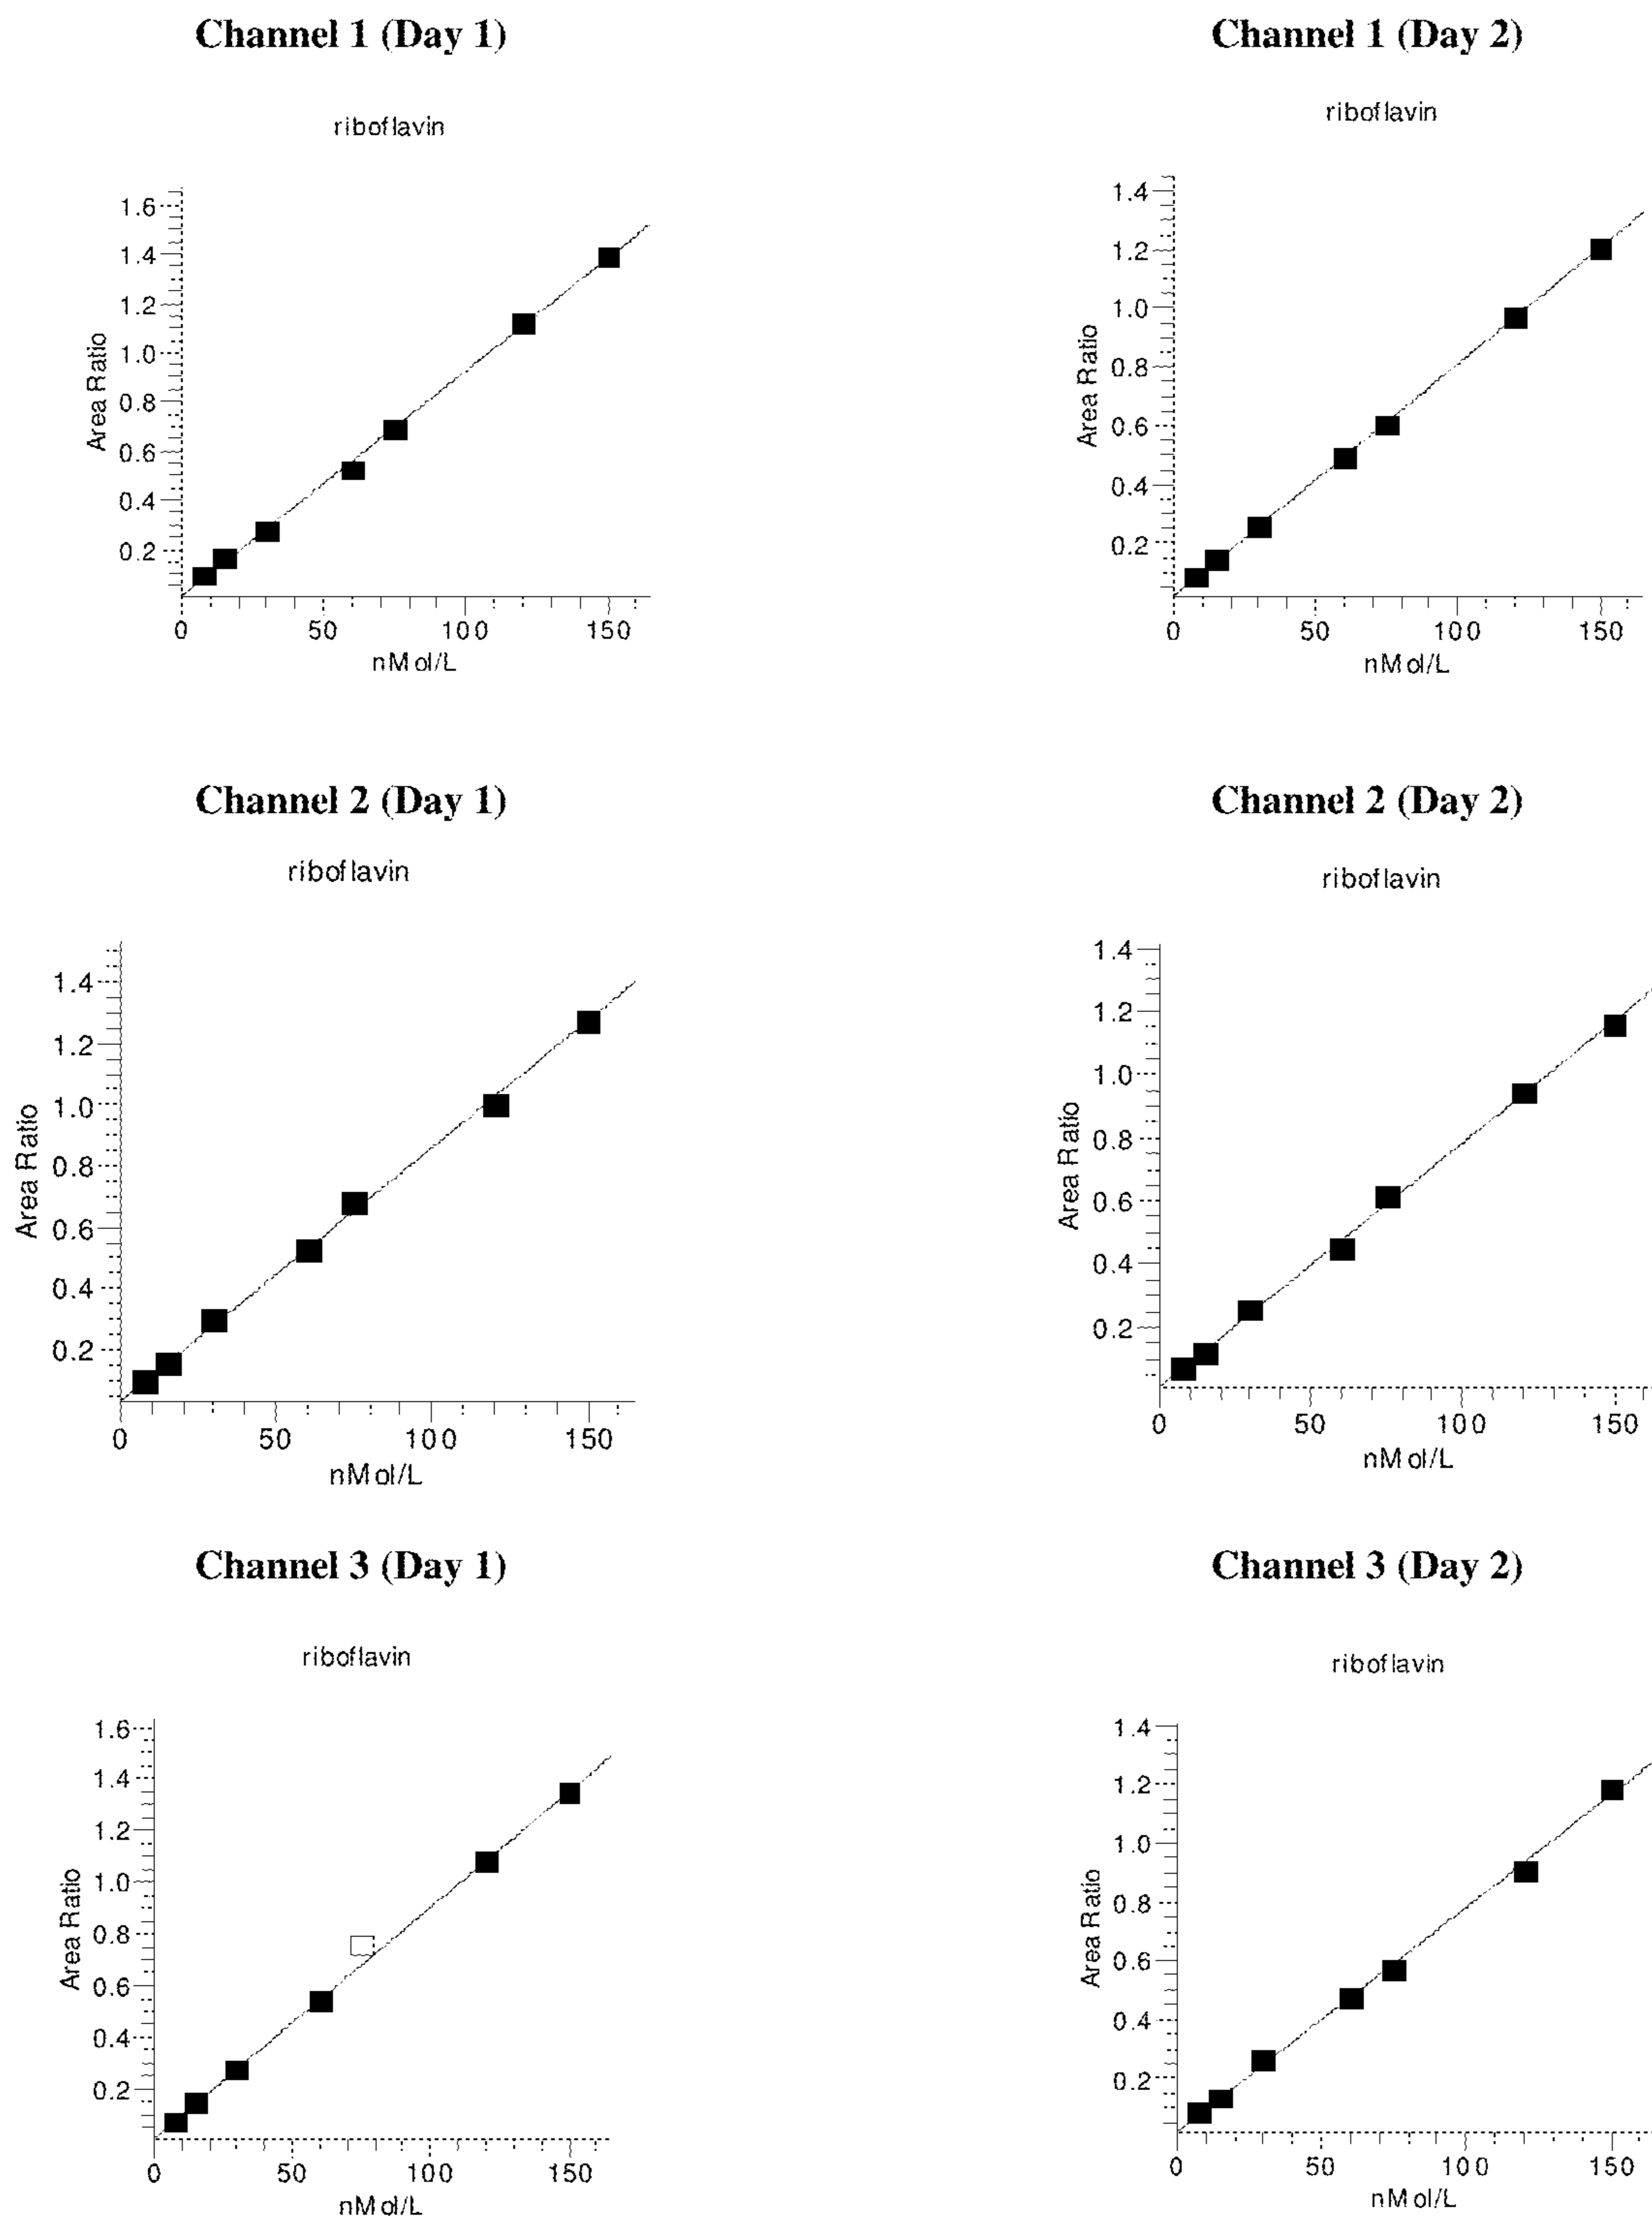 Channel 1 (Day 1)
riboflavin
1.6
1.4
1.2
1.0
0.8
0.6
0.4
0.2
Area Ratio
0 50 100 150
nMol/L
Channel 1 (Day 2)
riboflavin
1.4
1.2
1.0
0.8
0.6
0.4
0.2
Area Ratio
0 50 100 150
nMol/L
Channel 2 (Day 1)
riboflavin
1.4
1.2
1.0
0.8
0.6
0.4
0.2
Area Ratio
0 50 100 150
nMol/L
Channel 2 (Day 2)
riboflavin
1.4
1.2
1.0
0.8
0.6
0.4
0.2
Area Ratio
0 50 100 150
nMol/L
Channel 3 (Day 1)
riboflavin
1.6
1.4
1.2
1.0
0.8
0.6
0.4
0.2
Area Ratio
0 50 100 150
nMol/L
Channel 3 (Day 2)
riboflavin
1.4
1.2
1.0
0.8
0.6
0.4
0.2
Area Ratio
0 50 100 150
nMol/L